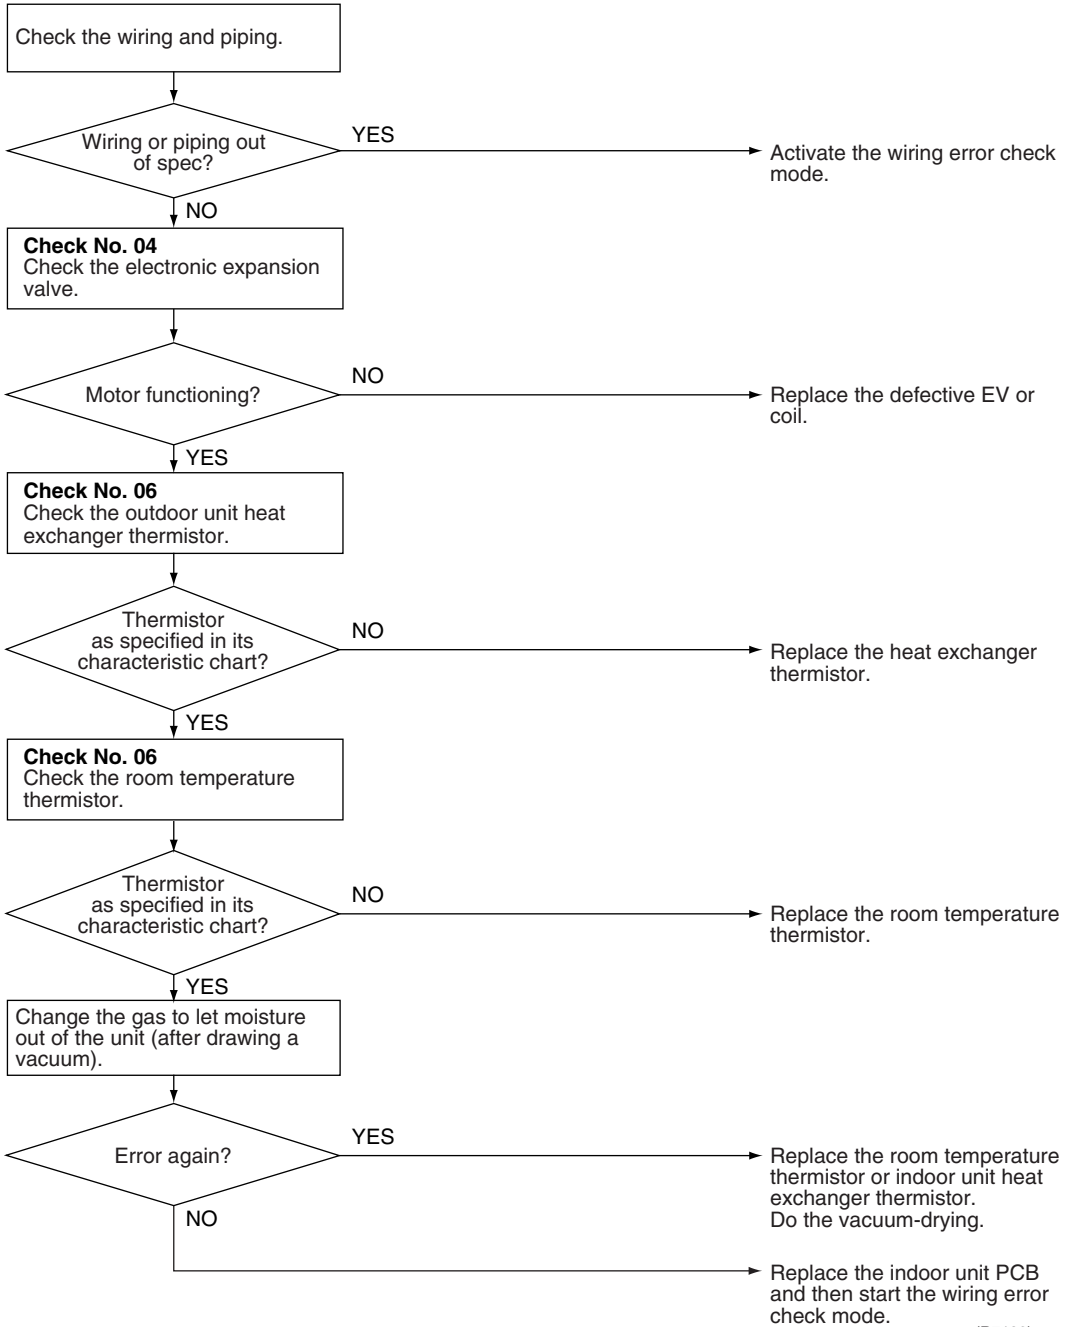 Check the wiring and piping.
Wiring or piping out
of spec?
YES
Activate the wiring error check
mode.
NO
Check No. 04
Check the electronic expansion
valve.
Motor functioning?
NO
Replace the defective EV or
coil.
YES
Check No. 06
Check the outdoor unit heat
exchanger thermistor.
Thermistor
as specified in its
characteristic chart?
NO
Replace the heat exchanger
thermistor.
YES
Check No. 06
Check the room temperature
thermistor.
Thermistor
as specified in its
characteristic chart?
NO
Replace the room temperature
thermistor.
YES
Change the gas to let moisture
out of the unit (after drawing a
vacuum).
Error again?
YES
Replace the room temperature
thermistor or indoor unit heat
exchanger thermistor.
Do the vacuum-drying.
NO
Replace the indoor unit PCB
and then start the wiring error
check mode.